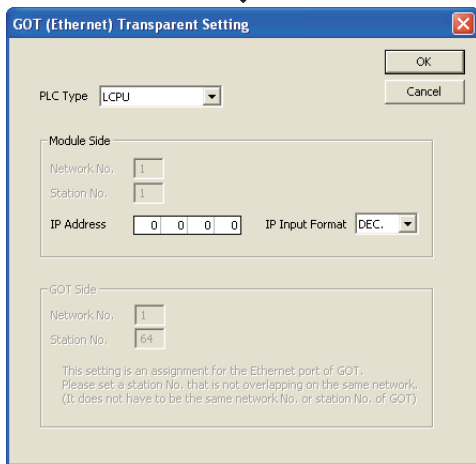 GOT (Ethernet) Transparent Setting
OK
PLC Type LCPU
Cancel
Module Side
Network No. 1
Station No. 1
IP Address 0 0 0 0 IP Input Format DEC.
GOT Side
Network No. 1
Station No. 64
This setting is an assignment for the Ethernet port of GOT.
Please set a station No. that is not overlapping on the same network.
(It does not have to be the same network No. or station No. of GOT)